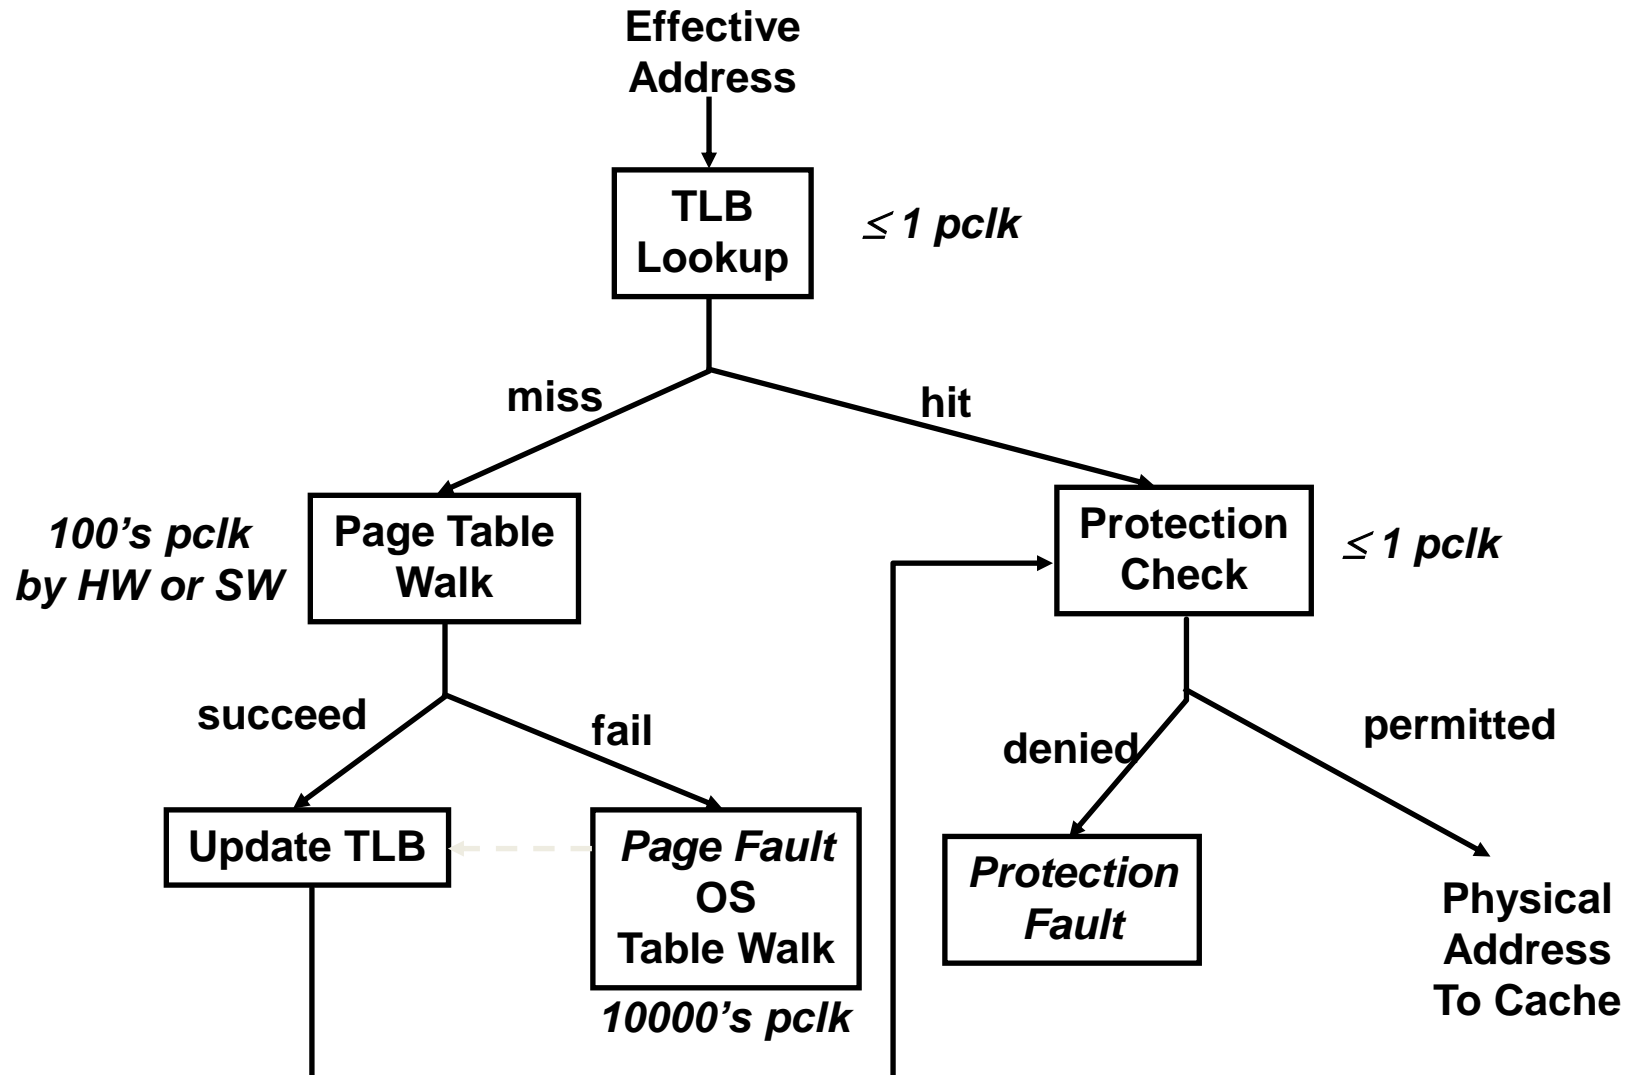 Effective
Address
TLB
Lookup
≤ 1 pclk
miss
hit
100’s pclk
by HW or SW
Page Table
Walk
Protection
Check
≤ 1 pclk
succeed
fail
denied
permitted
Update TLB
Page Fault
OS
Table Walk
10000’s pclk
Protection
Fault
Physical
Address
To Cache